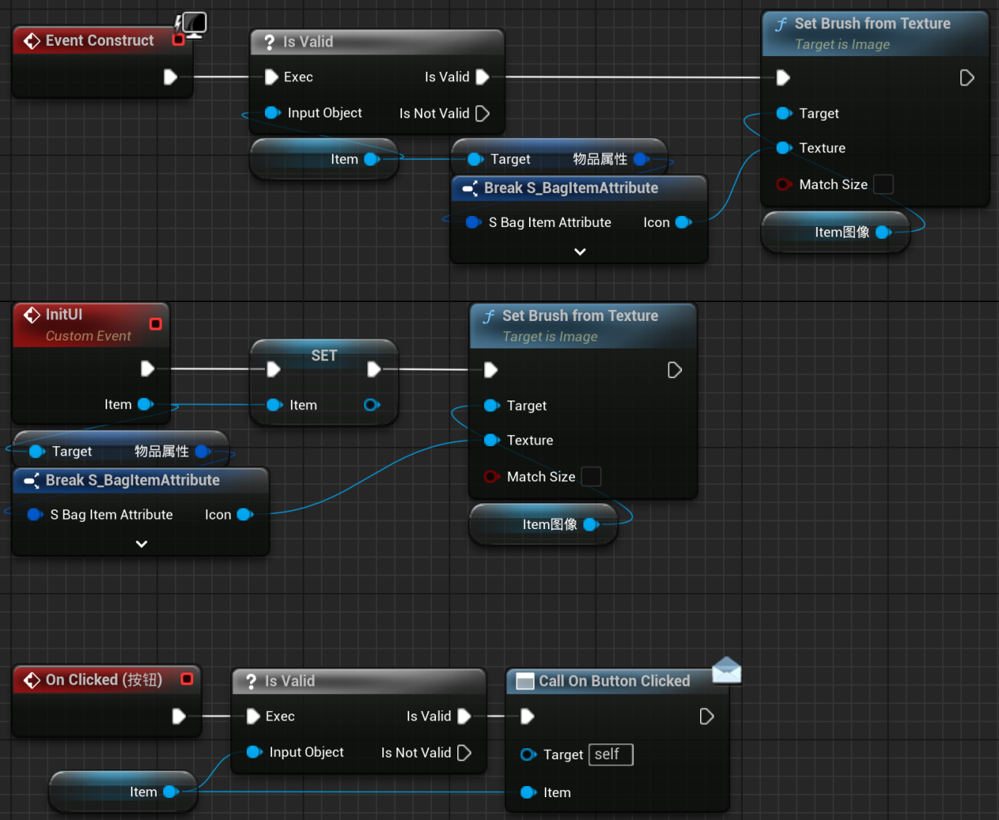 Event Construct
Is Valid
Exec
Is Valid
Input Object
Is Not Valid
Item
Target
物品属性
Break S_BagItemAttribute
S Bag Item Attribute
Icon
Set Brush from Texture
Target is Image
Target
Texture
Match Size
Item图像
InitUI
Custom Event
Item
SET
Item
Target
物品属性
Break S_BagItemAttribute
S Bag Item Attribute
Icon
Set Brush from Texture
Target is Image
Target
Texture
Match Size
Item图像
On Clicked (按钮)
Is Valid
Exec
Is Valid
Input Object
Is Not Valid
Item
Call On Button Clicked
Target
self
Item